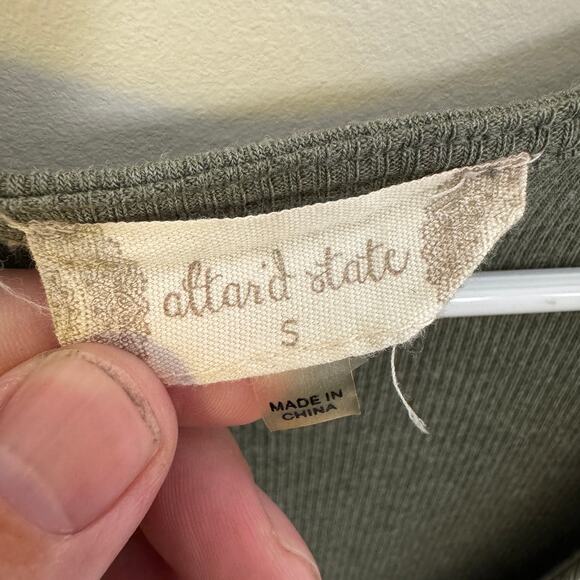 altar'd state
S
MADE IN
CHINA